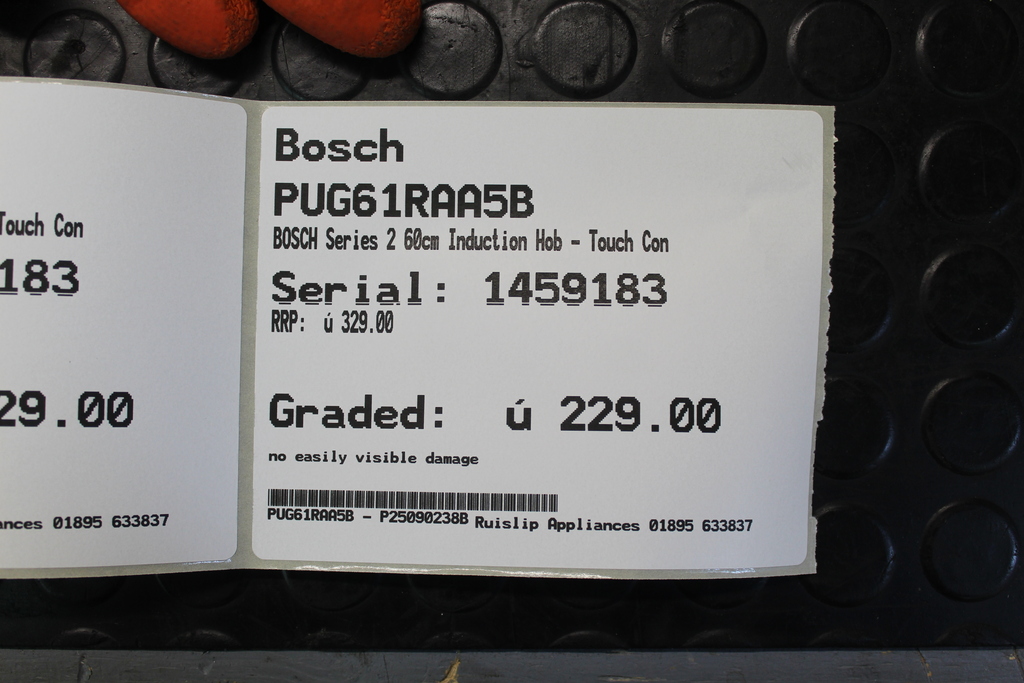 Touch Con
183
29.00
ances 01895 633837
Bosch
PUG61RAA5B
BOSCH Series 2 60cm Induction Hob - Touch Con
Serial: 1459183
RRP: ú 329.00
Graded: ú 229.00
no easily visible damage
PUG61RAA5B - P25090238B Ruislip Appliances 01895 633837